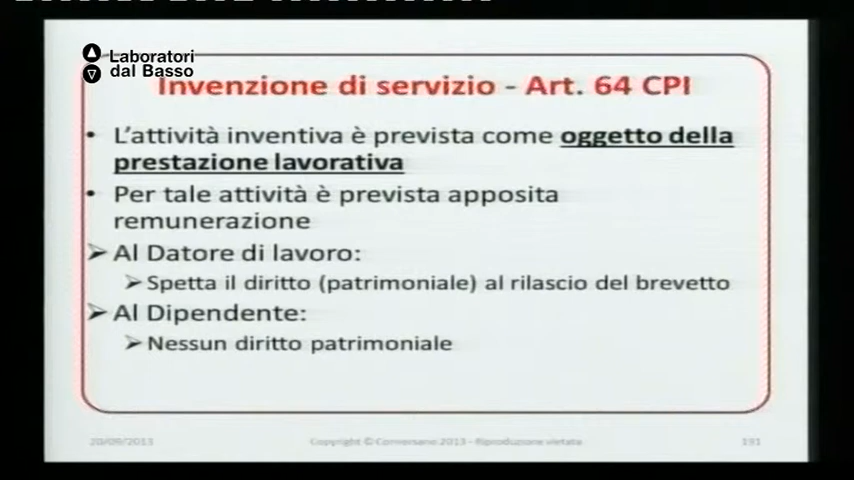 Laboratori
dal Basso
Invenzione di servizio - Art. 64 CPI
• L'attività inventiva è prevista come oggetto della
prestazione lavorativa
• Per tale attività è prevista apposita
remunerazione
➢ Al Datore di lavoro:
➢ Spetta il diritto (patrimoniale) al rilascio del brevetto
➢ Al Dipendente:
➢ Nessun diritto patrimoniale
20/09/2013
Copyright © Conversano 2013 - Riproduzione vietata
191